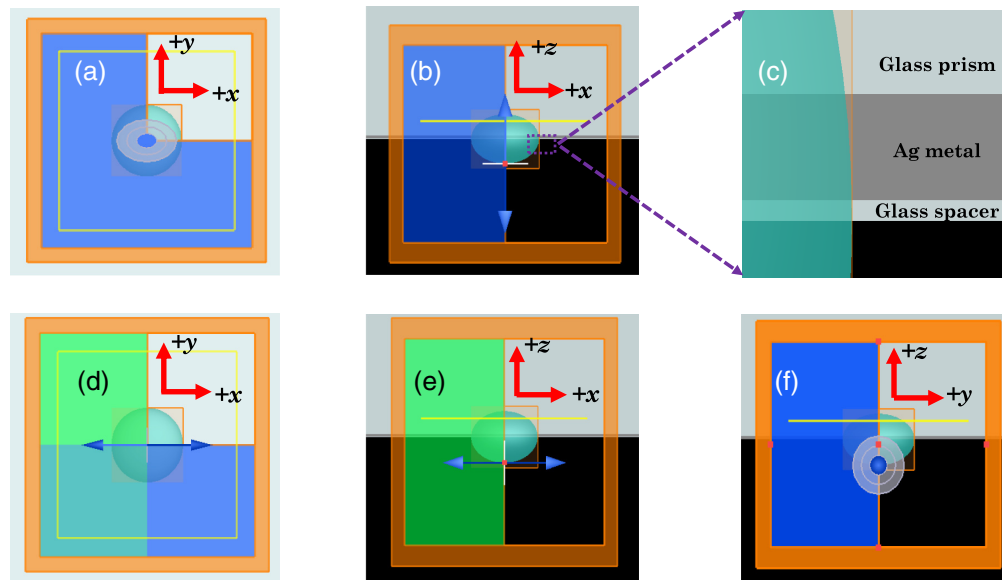 (a)
+y
+x
(b)
+z
+x
(c)
Glass prism
Ag metal
Glass spacer
(d)
+y
+x
(e)
+z
+x
(f)
+z
+y